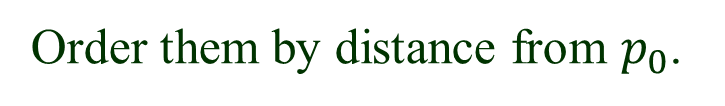 Order them by distance from p₀.